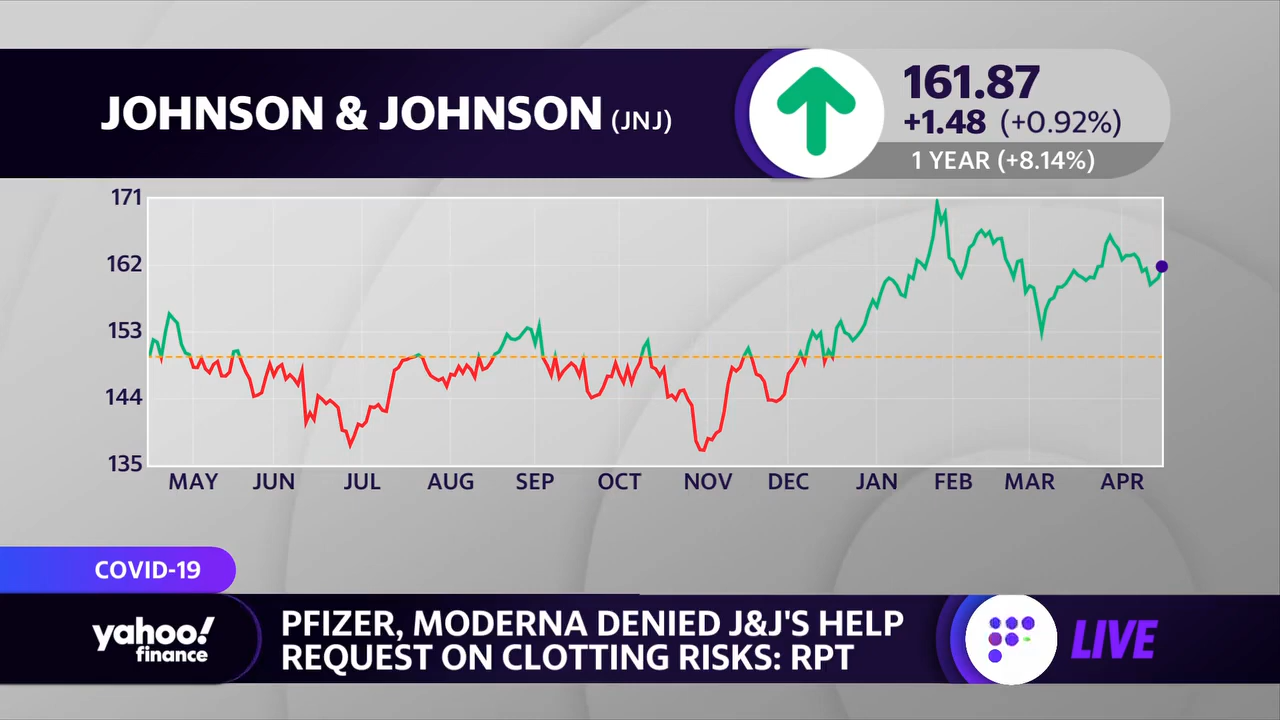 JOHNSON & JOHNSON (JNJ)
161.87
+1.48 (+0.92%)
1 YEAR (+8.14%)
171
162
153
144
135
MAY JUN JUL AUG SEP OCT NOV DEC JAN FEB MAR APR
COVID-19
yahoo!
finance
PFIZER, MODERNA DENIED J&J'S HELP
REQUEST ON CLOTTING RISKS: RPT
LIVE